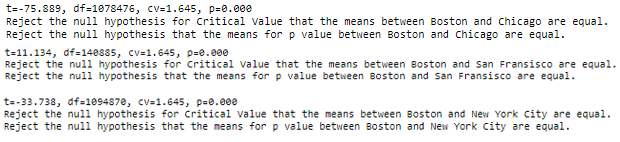 t=-75.889, df=1078476, cv=1.645, p=0.000
Reject the null hypothesis for Critical Value that the means between Boston and Chicago are equal.
Reject the null hypothesis that the means for p value between Boston and Chicago are equal.
t=11.134, df=140885, cv=1.645, p=0.000
Reject the null hypothesis for Critical Value that the means between Boston and San Fransisco are equal.
Reject the null hypothesis that the means for p value between Boston and San Fransisco are equal.
t=-33.738, df=1094870, cv=1.645, p=0.000
Reject the null hypothesis for Critical Value that the means between Boston and New York City are equal.
Reject the null hypothesis that the means for p value between Boston and New York City are equal.